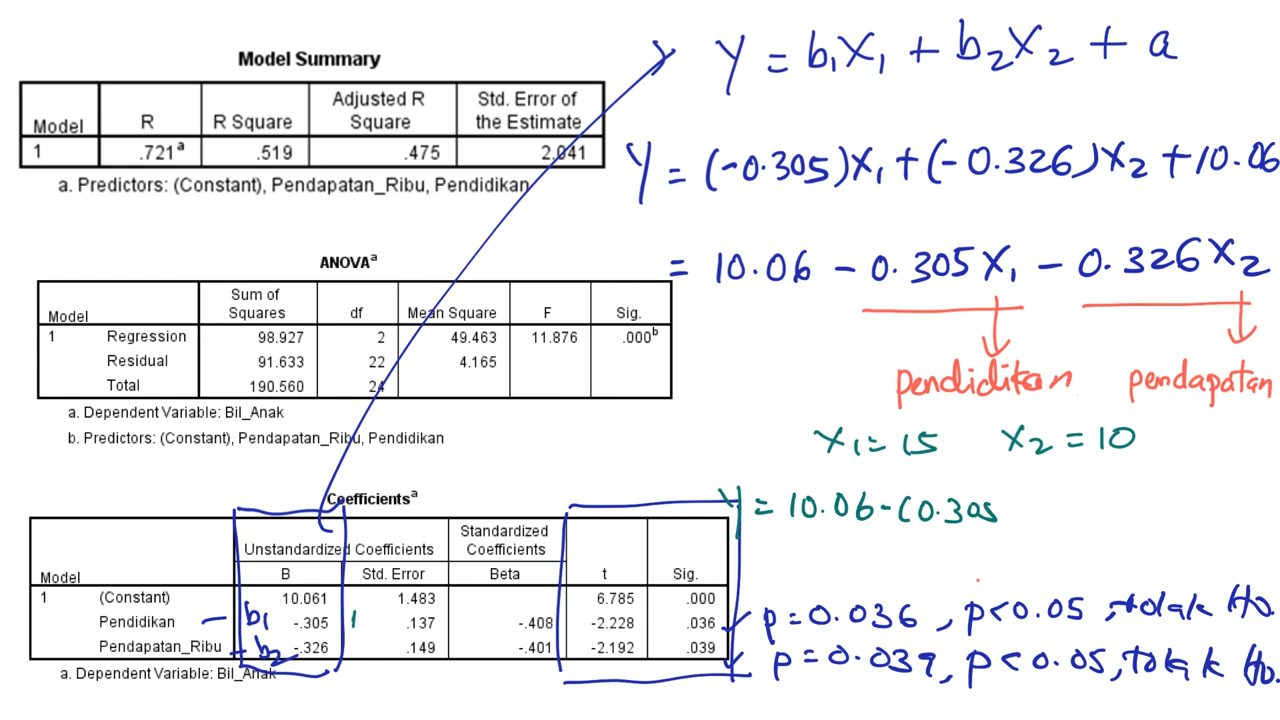 Model Summary
Model R R Square Adjusted R Square Std. Error of the Estimate
1 .721a .519 .475 2.041
a. Predictors: (Constant), Pendapatan_Ribu, Pendidikan
ANOVAa
Model Sum of Squares df Mean Square F Sig.
1 Regression 98.927 2 49.463 11.876 .000b
Residual 91.633 22 4.165
Total 190.560 24
a. Dependent Variable: Bil_Anak
b. Predictors: (Constant), Pendapatan_Ribu, Pendidikan
Coefficientsa
Model Unstandardized Coefficients Standardized Coefficients t Sig.
B Std. Error Beta
1 (Constant) 10.061 1.483 6.785 .000
Pendidikan b1 -.305 .137 -.408 -2.228 .036
Pendapatan_Ribu b2 -.326 .149 -.401 -2.192 .039
a. Dependent Variable: Bil_Anak
Y = b1X1 + b2X2 + a
Y = (-0.305)X1 + (-0.326)X2 + 10.06
= 10.06 - 0.305X1 - 0.326X2
pendidikan pendapatan
X1 = 15 X2 = 10
Y = 10.06 - (0.305
p = 0.036, p < 0.05, tolak Ho.
p = 0.039, p < 0.05, tolak Ho.